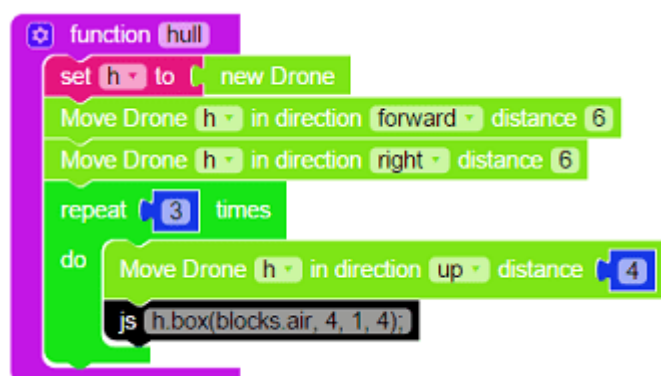 function hull
set h to new Drone
Move Drone h in direction forward distance 6
Move Drone h in direction right distance 6
repeat 3 times
do Move Drone h in direction up distance 4
js h.box(blocks.air, 4, 1, 4);